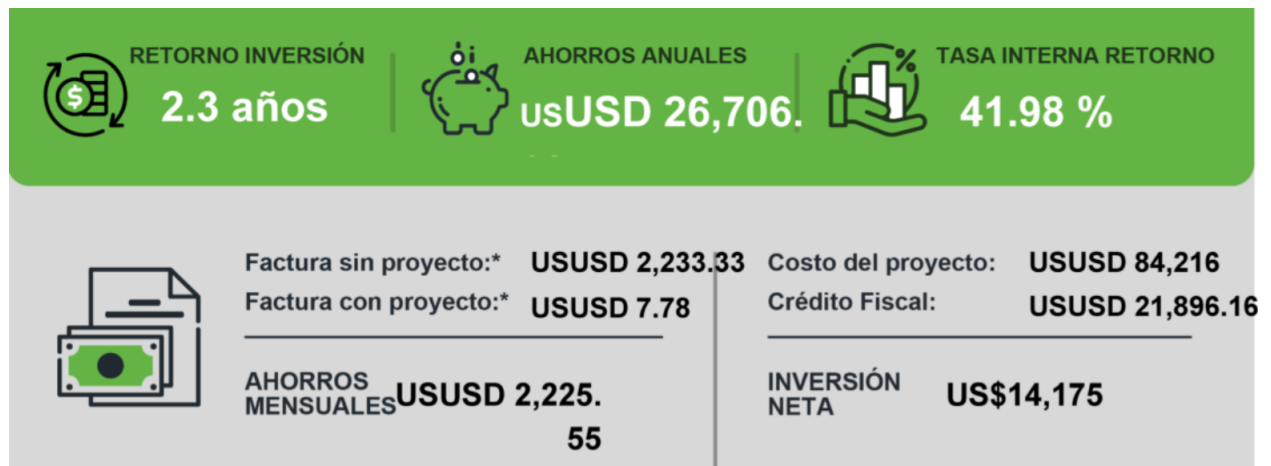 RETORNO INVERSIÓN
2.3 años
AHORROS ANUALES
USUSD 26,706.
TASA INTERNA RETORNO
41.98 %
Factura sin proyecto:* USUSD 2,233.33
Factura con proyecto:* USUSD 7.78
AHORROS
MENSUALES USUSD 2,225.
55
Costo del proyecto: USUSD 84,216
Crédito Fiscal: USUSD 21,896.16
INVERSIÓN
NETA US$14,175